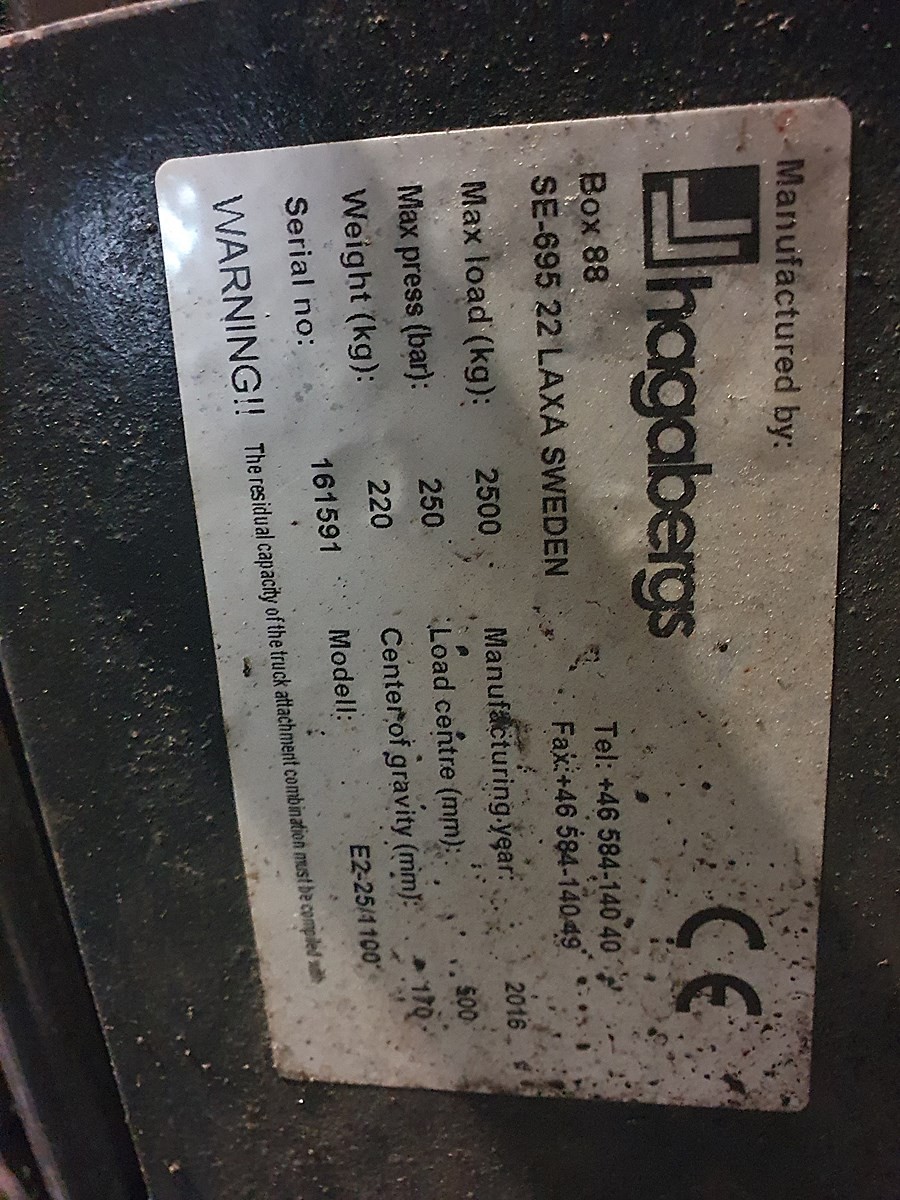 Manufactured by:
hagabergs
CE
Box 88
Tel: +46 584-140 40
SE-695 22 LAXA SWEDEN
Fax:+46 584-140 49
Max load (kg): 2500
Manufacturing year: 2016
Max press (bar): 250
Load centre (mm): 500
Weight (kg): 220
Center of gravity (mm): 170
Serial no: 161591
Modell: E2-25/1100
WARNING!! The residual capacity of the truck attachment combination must be complied with